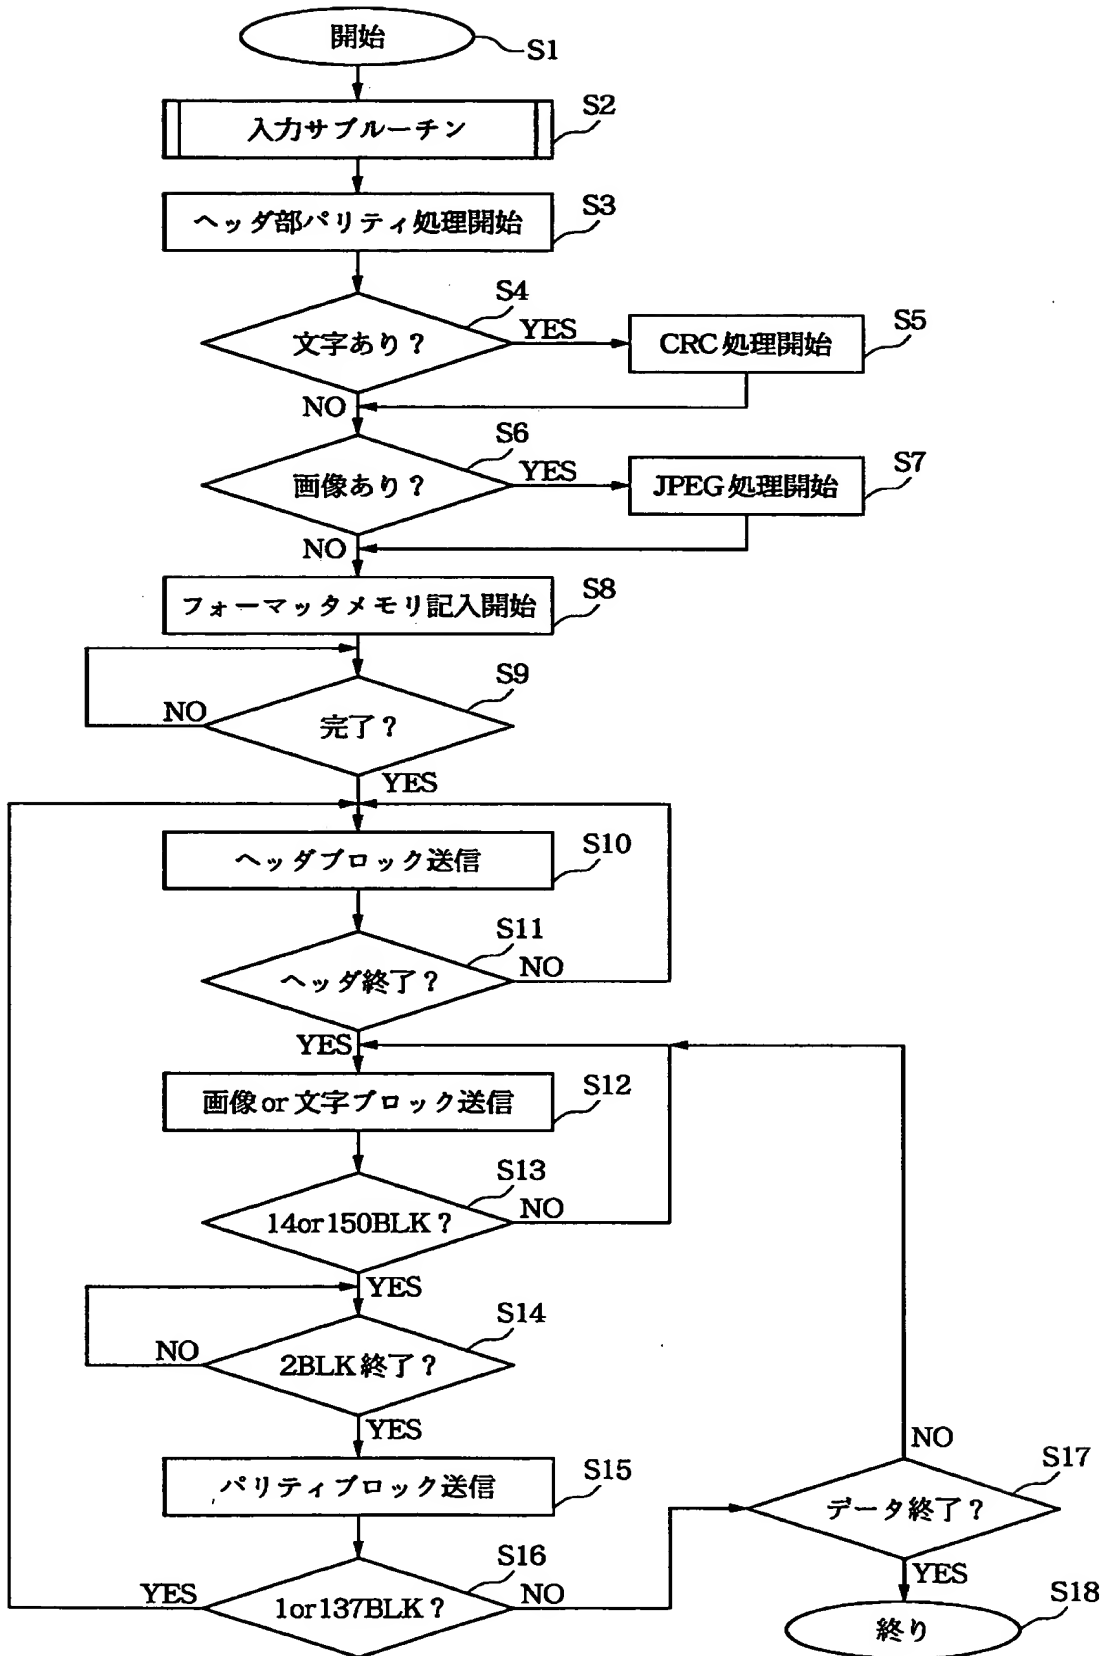 開始
S1
入力サブルーチン
S2
ヘッダ部パリティ処理開始
S3
文字あり？
S4
YES
CRC処理開始
S5
NO
画像あり？
S6
YES
JPEG処理開始
S7
NO
フォーマッタメモリ記入開始
S8
完了？
S9
NO
YES
ヘッダブロック送信
S10
ヘッダ終了？
S11
NO
YES
画像or文字ブロック送信
S12
14or150BLK？
S13
NO
YES
2BLK終了？
S14
NO
YES
パリティブロック送信
S15
1or137BLK？
S16
YES
NO
データ終了？
S17
NO
YES
終り
S18